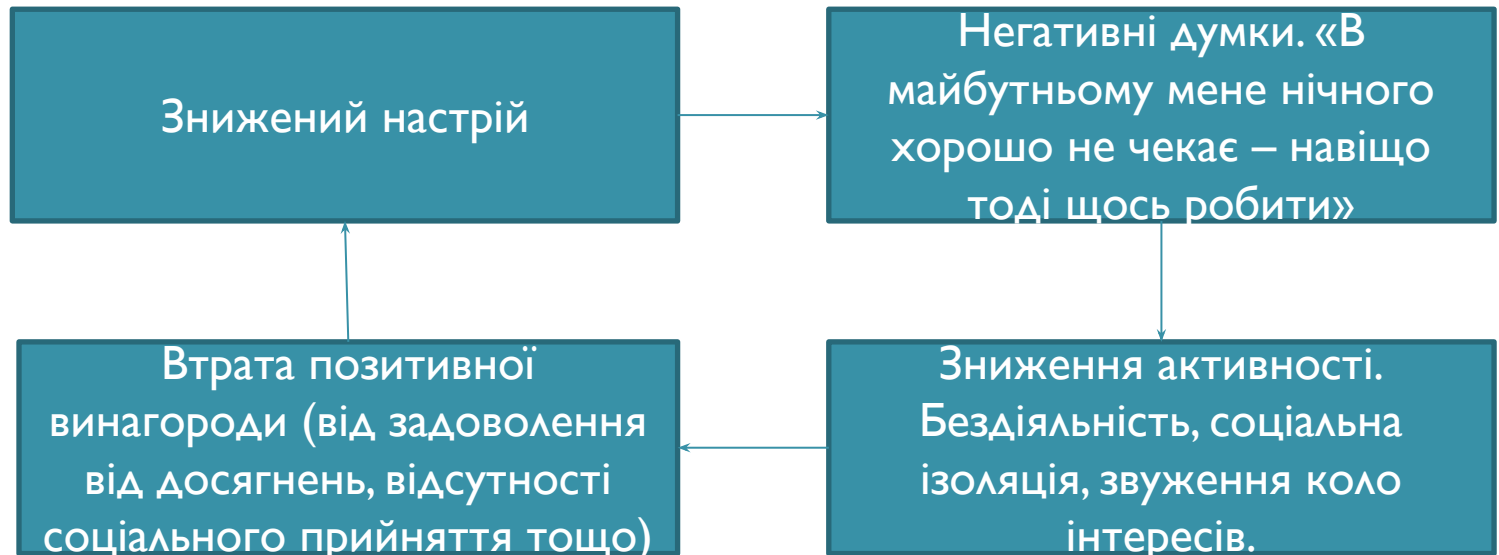 Знижений настрій
Негативні думки. «В
майбутньому мене нічного
хорошо не чекає – навіщо
тоді щось робити»
Втрата позитивної
винагороди (від задоволення
від досягнень, відсутності
соціального прийняття тощо)
Зниження активності.
Бездіяльність, соціальна
ізоляція, звуження коло
інтересів.